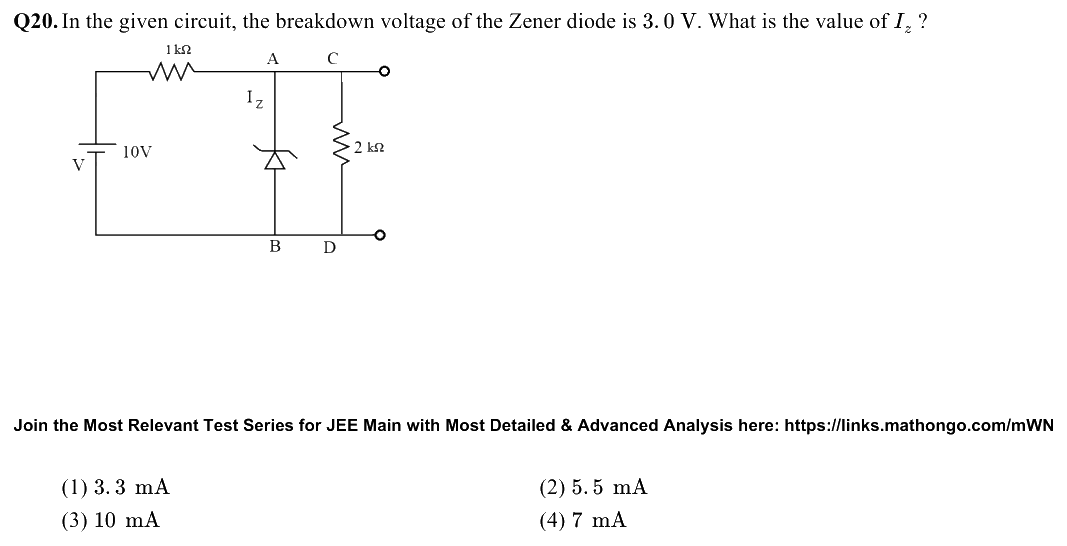 Q20. In the given circuit, the breakdown voltage of the Zener diode is 3. 0 V. What is the value of I_z ?
1 kΩ
A C
I_Z
2 kΩ
10V
V
B D
Join the Most Relevant Test Series for JEE Main with Most Detailed & Advanced Analysis here: https://links.mathongo.com/mWN
(1) 3. 3 mA (2) 5. 5 mA
(3) 10 mA (4) 7 mA